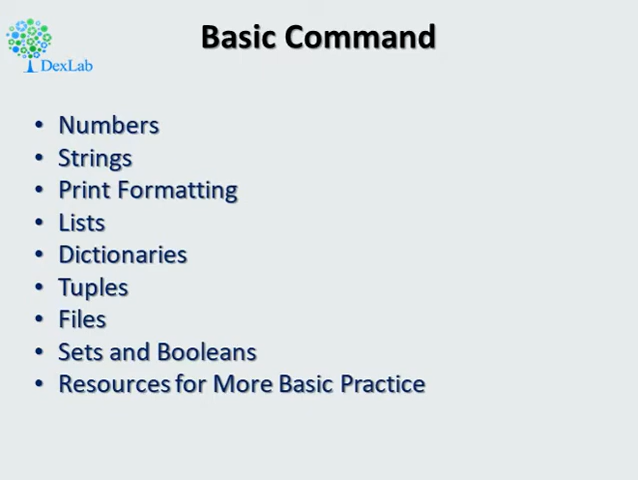 Basic Command
DexLab
Numbers
Strings
Print Formatting
Lists
Dictionaries
Tuples
Files
Sets and Booleans
Resources for More Basic Practice